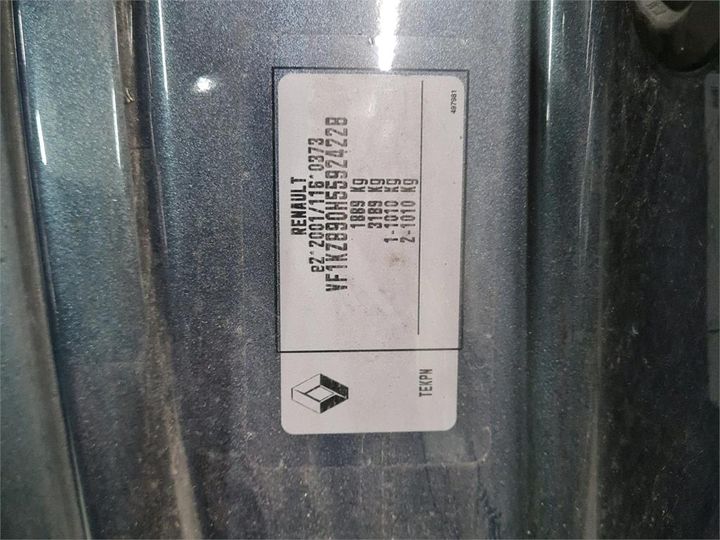 RENAULT
e2*2001/116*0373
VF1KZ890H55924228
1889 Kg
3189 Kg
1-1010 Kg
2-1010 Kg
TEKPN
497981